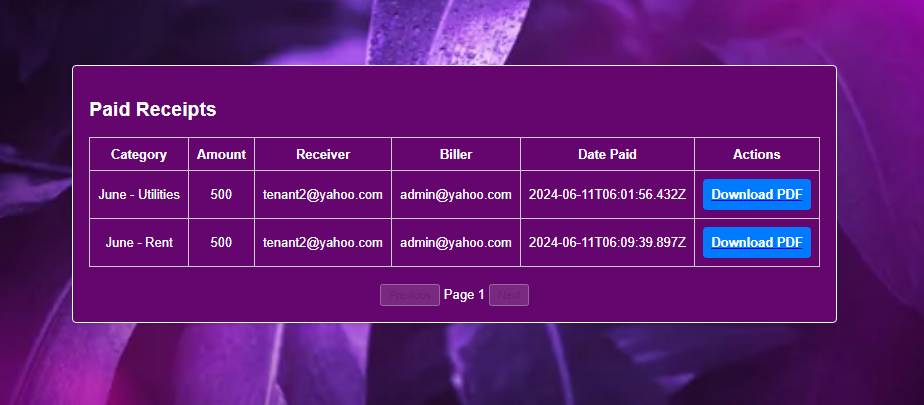 Paid Receipts
Category Amount Receiver Biller Date Paid Actions
June - Utilities 500 tenant2@yahoo.com admin@yahoo.com 2024-06-11T06:01:56.432Z Download PDF
June - Rent 500 tenant2@yahoo.com admin@yahoo.com 2024-06-11T06:09:39.897Z Download PDF
Previous Page 1 Next